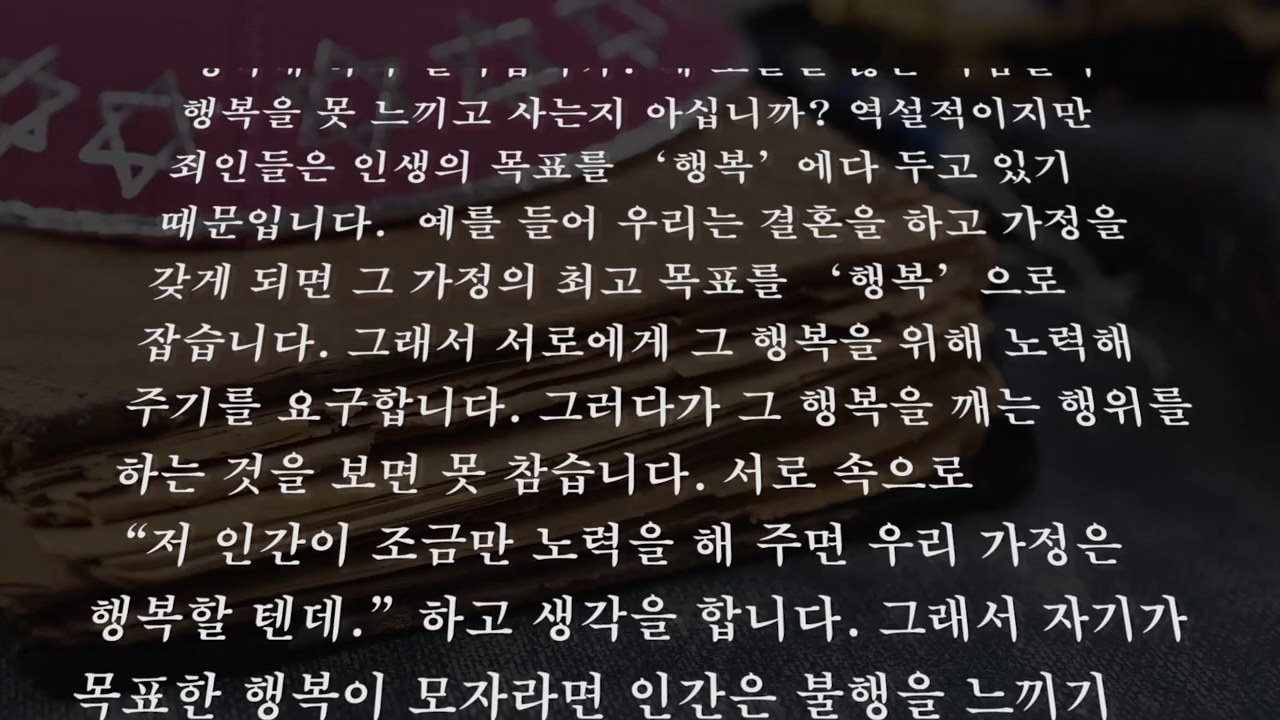 행복을 못 느끼고 사는지 아십니까? 역설적이지만
죄인들은 인생의 목표를 ‘행복’에다 두고 있기
때문입니다. 예를 들어 우리는 결혼을 하고 가정을
갖게 되면 그 가정의 최고 목표를 ‘행복’으로
잡습니다. 그래서 서로에게 그 행복을 위해 노력해
주기를 요구합니다. 그러다가 그 행복을 깨는 행위를
하는 것을 보면 못 참습니다. 서로 속으로
“저 인간이 조금만 노력을 해 주면 우리 가정은
행복할 텐데.” 하고 생각을 합니다. 그래서 자기가
목표한 행복이 모자라면 인간은 불행을 느끼기